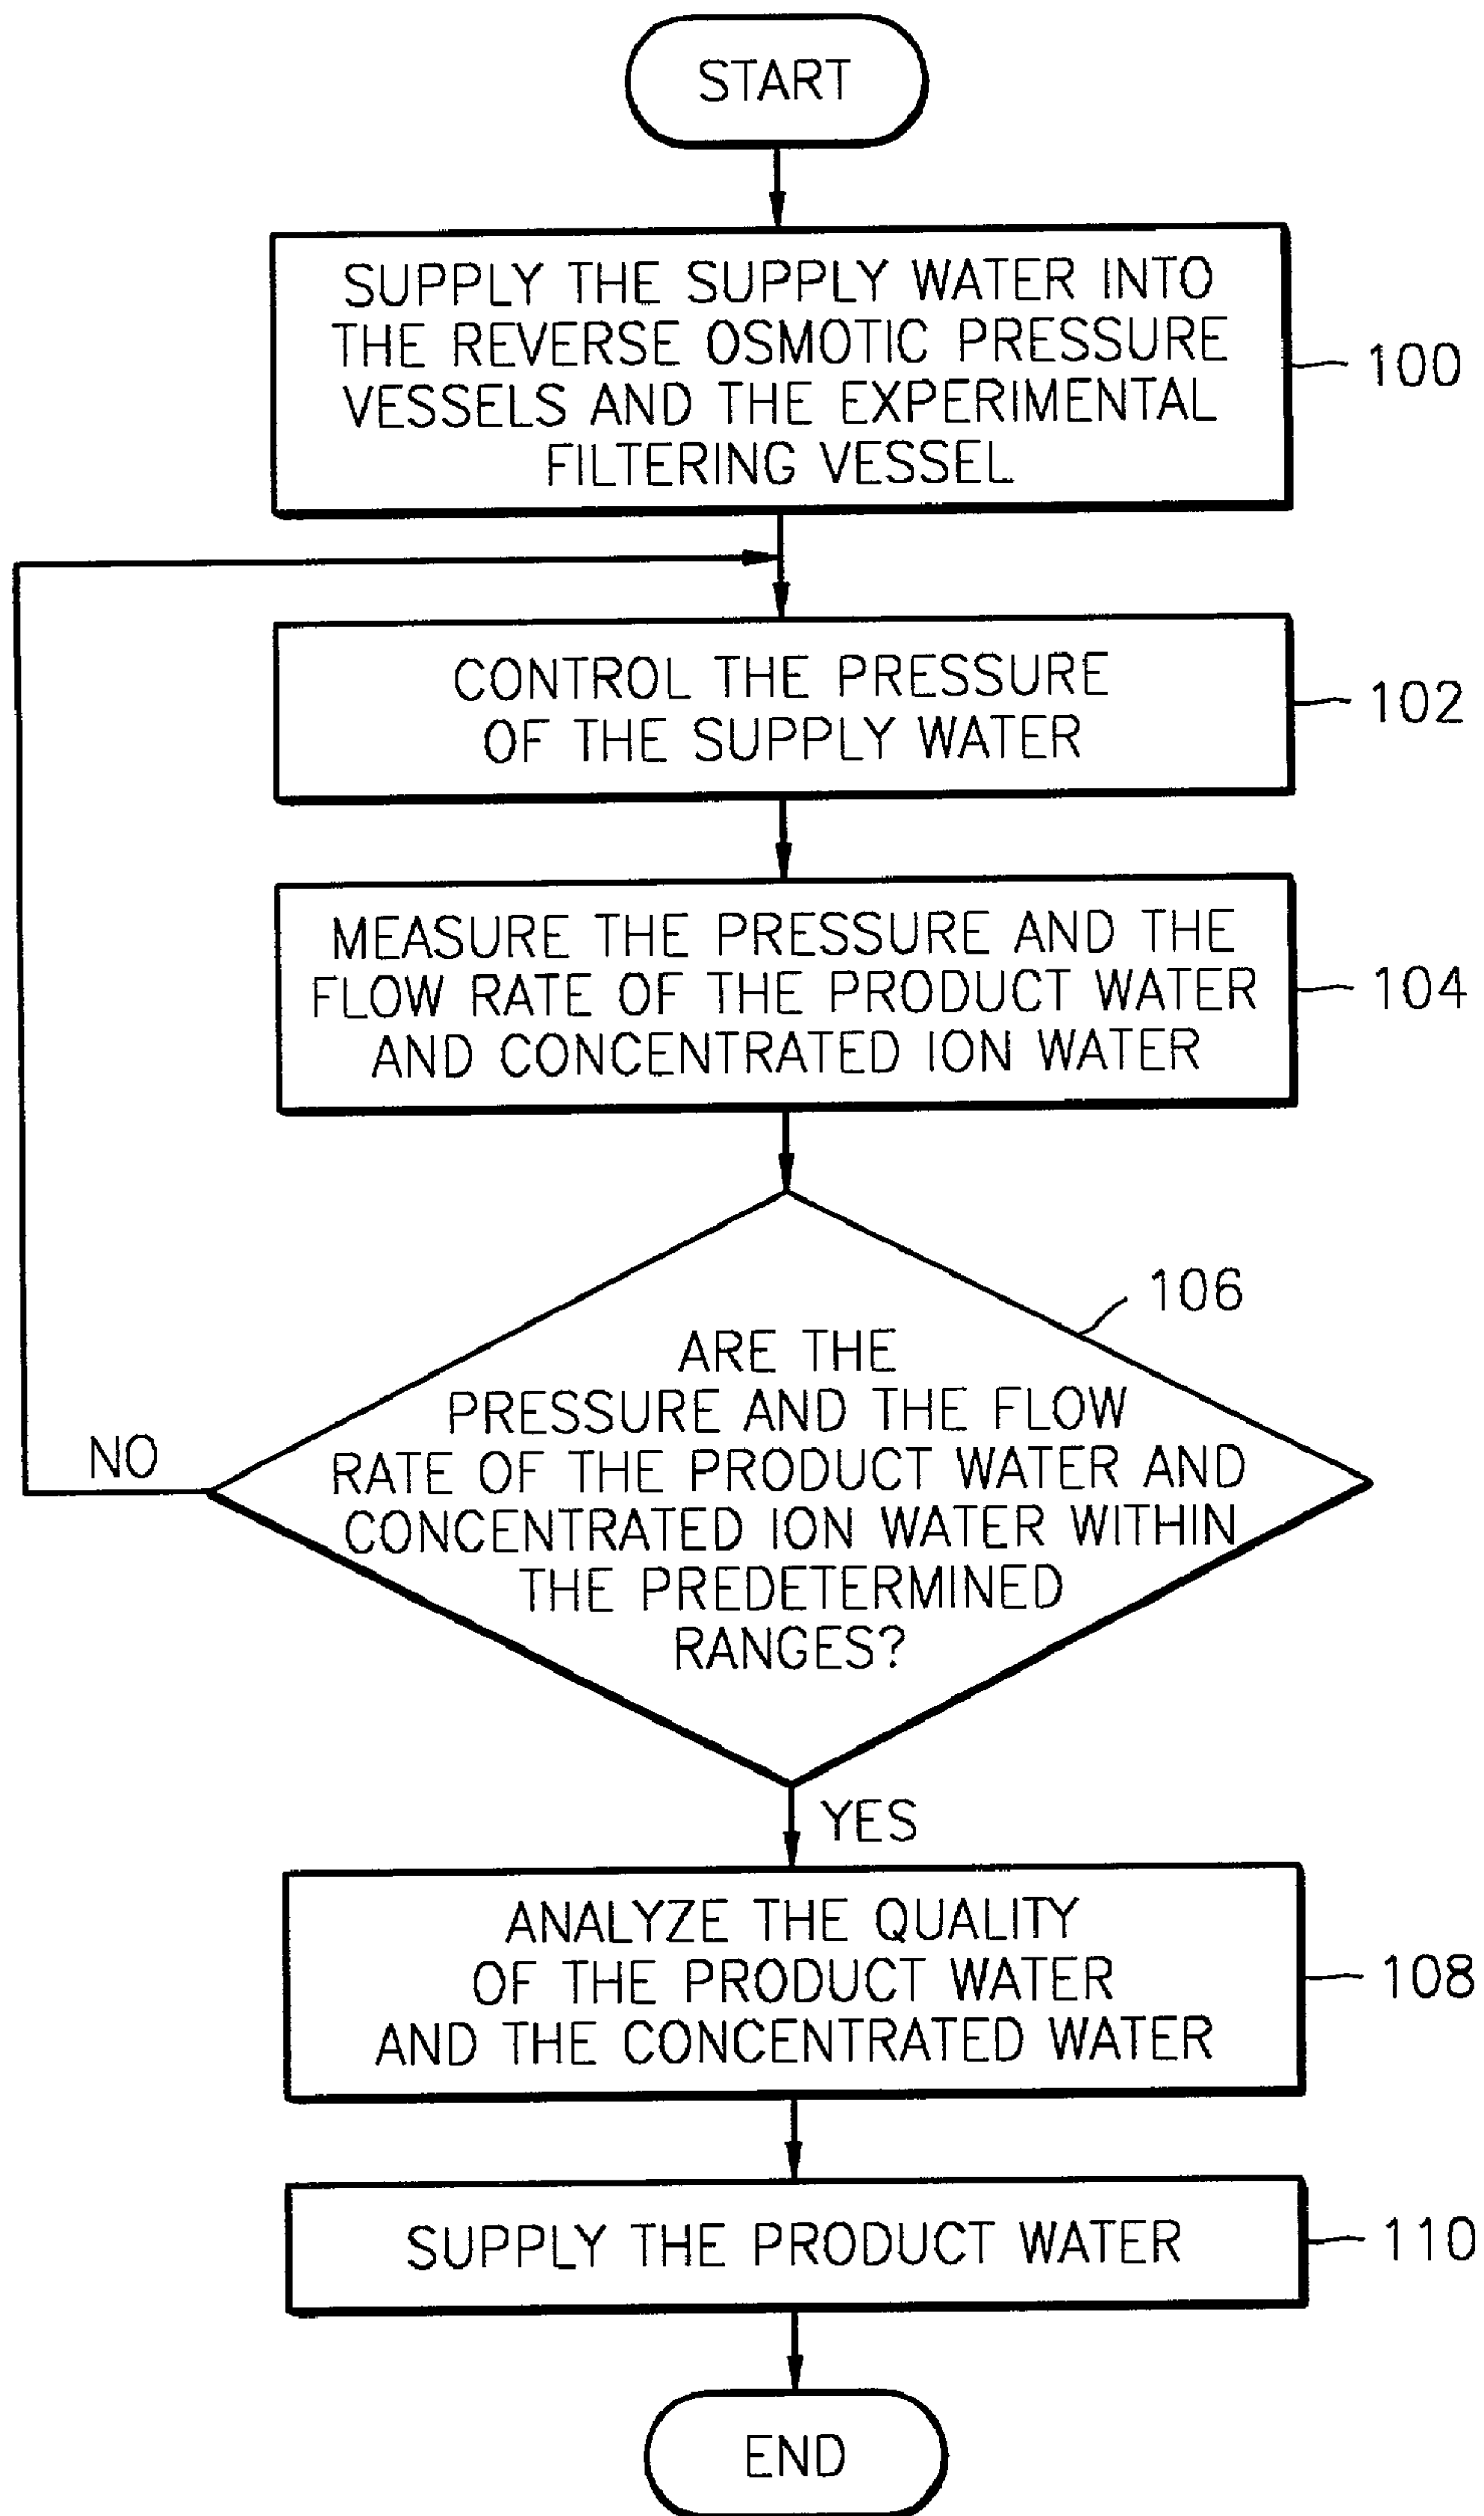 START
SUPPLY THE SUPPLY WATER INTO
THE REVERSE OSMOTIC PRESSURE
VESSELS AND THE EXPERIMENTAL
FILTERING VESSEL
100
CONTROL THE PRESSURE
OF THE SUPPLY WATER
102
MEASURE THE PRESSURE AND THE
FLOW RATE OF THE PRODUCT WATER
AND CONCENTRATED ION WATER
104
106
ARE THE
PRESSURE AND THE FLOW
RATE OF THE PRODUCT WATER AND
CONCENTRATED ION WATER WITHIN
THE PREDETERMINED
RANGES?
NO
YES
ANALYZE THE QUALITY
OF THE PRODUCT WATER
AND THE CONCENTRATED WATER
108
SUPPLY THE PRODUCT WATER
110
END